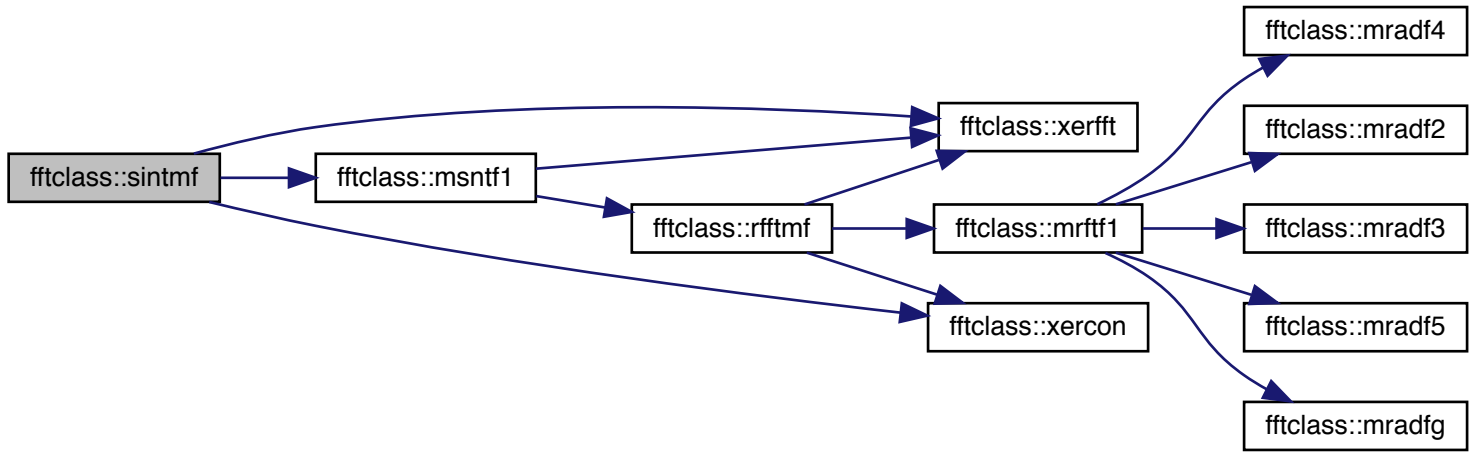 fftclass::sintmf
fftclass::msntf1
fftclass::rfftmf
fftclass::xerfft
fftclass::mrftf1
fftclass::xercon
fftclass::mradf4
fftclass::mradf2
fftclass::mradf3
fftclass::mradf5
fftclass::mradfg